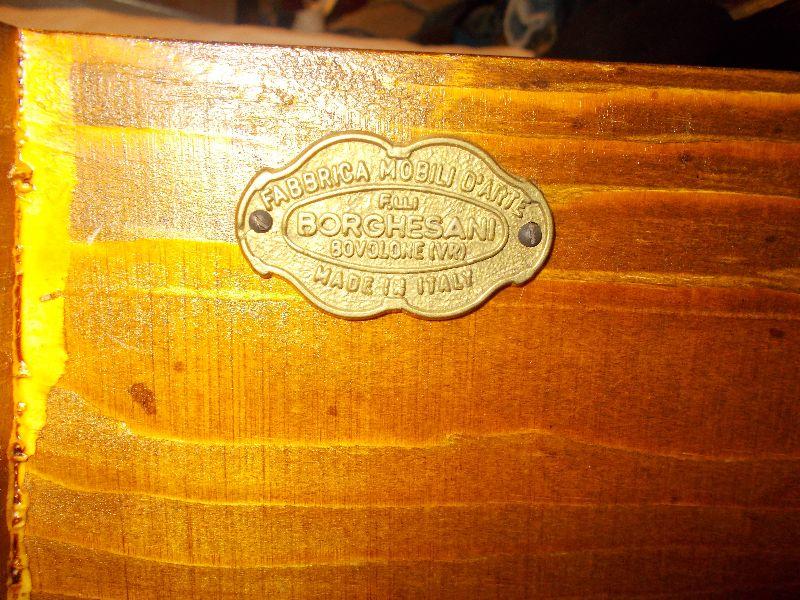 FABBRICA MOBILI D'ARTE
F.LLI
BORGHESANI
BOVOLONE (VR)
MADE IN ITALY